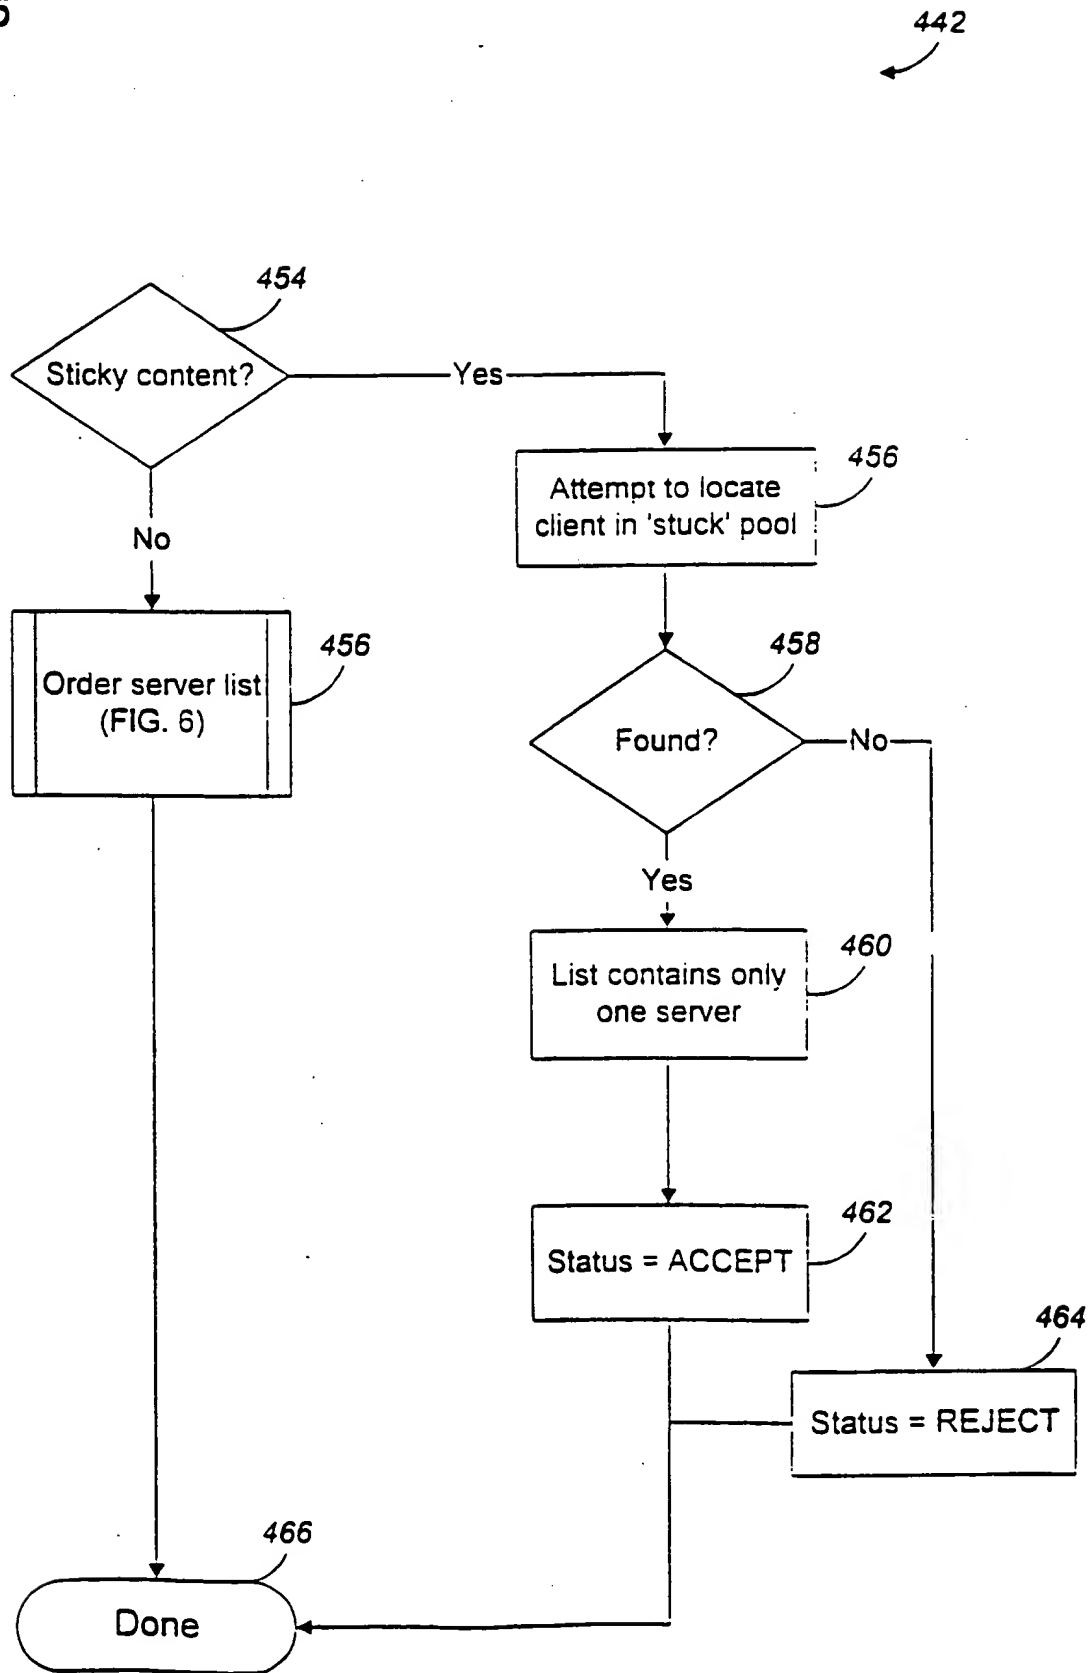 442
454
Sticky content?
Yes
456
Attempt to locate
client in 'stuck' pool
No
458
456
Order server list
(FIG. 6)
Found?
No
Yes
460
List contains only
one server
462
Status = ACCEPT
464
Status = REJECT
466
Done